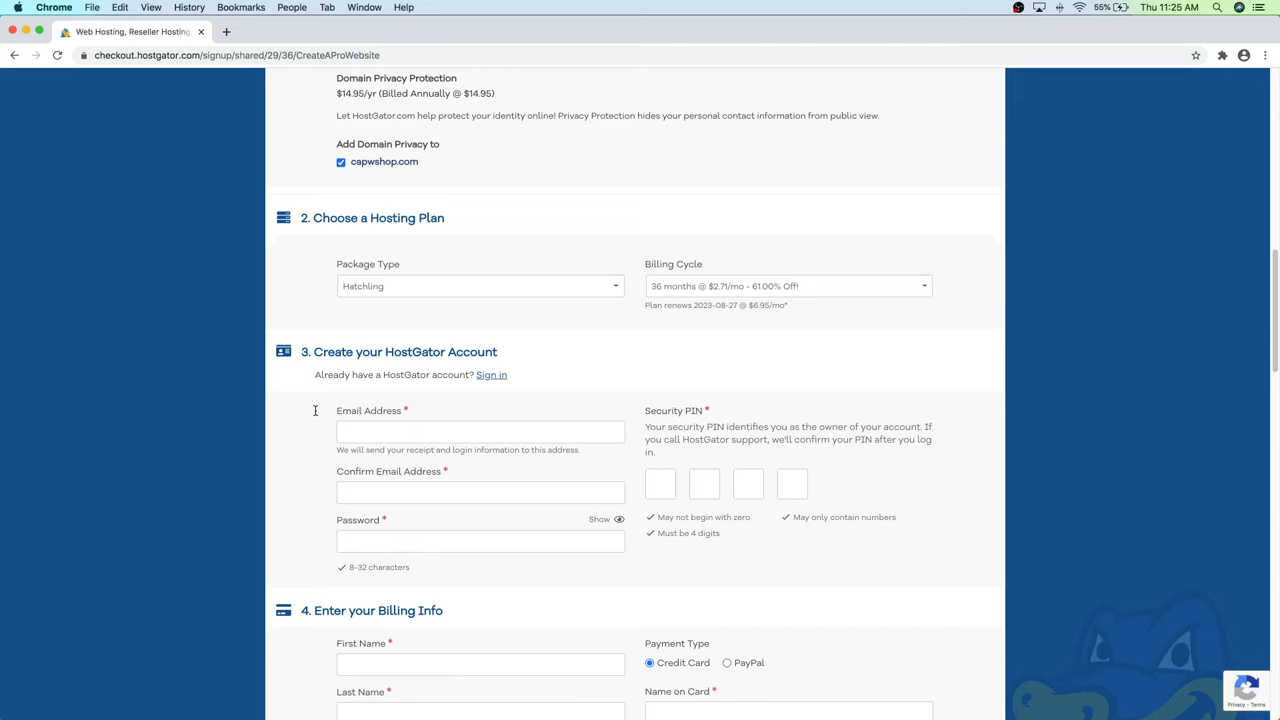 Chrome File Edit View History Bookmarks People Tab Window Help 55% Thu 11:25 AM
Web Hosting, Reseller Hosting
checkout.hostgator.com/signup/shared/29/36/CreateAProWebsite
Domain Privacy Protection
$14.95/yr (Billed Annually @ $14.95)
Let HostGator.com help protect your identity online! Privacy Protection hides your personal contact information from public view.
Add Domain Privacy to
capwshop.com
2. Choose a Hosting Plan
Package Type
Hatchling
Billing Cycle
36 months @ $2.71/mo - 61.00% Off!
Plan renews 2023-08-27 @ $6.95/mo*
3. Create your HostGator Account
Already have a HostGator account? Sign in
Email Address *
We will send your receipt and login information to this address.
Confirm Email Address *
Password *
Show
8-32 characters
Security PIN *
Your security PIN identifies you as the owner of your account. If
you call HostGator support, we'll confirm your PIN after you log
in.
May not begin with zero
May only contain numbers
Must be 4 digits
4. Enter your Billing Info
First Name *
Last Name *
Payment Type
Credit Card PayPal
Name on Card *
Privacy - Terms